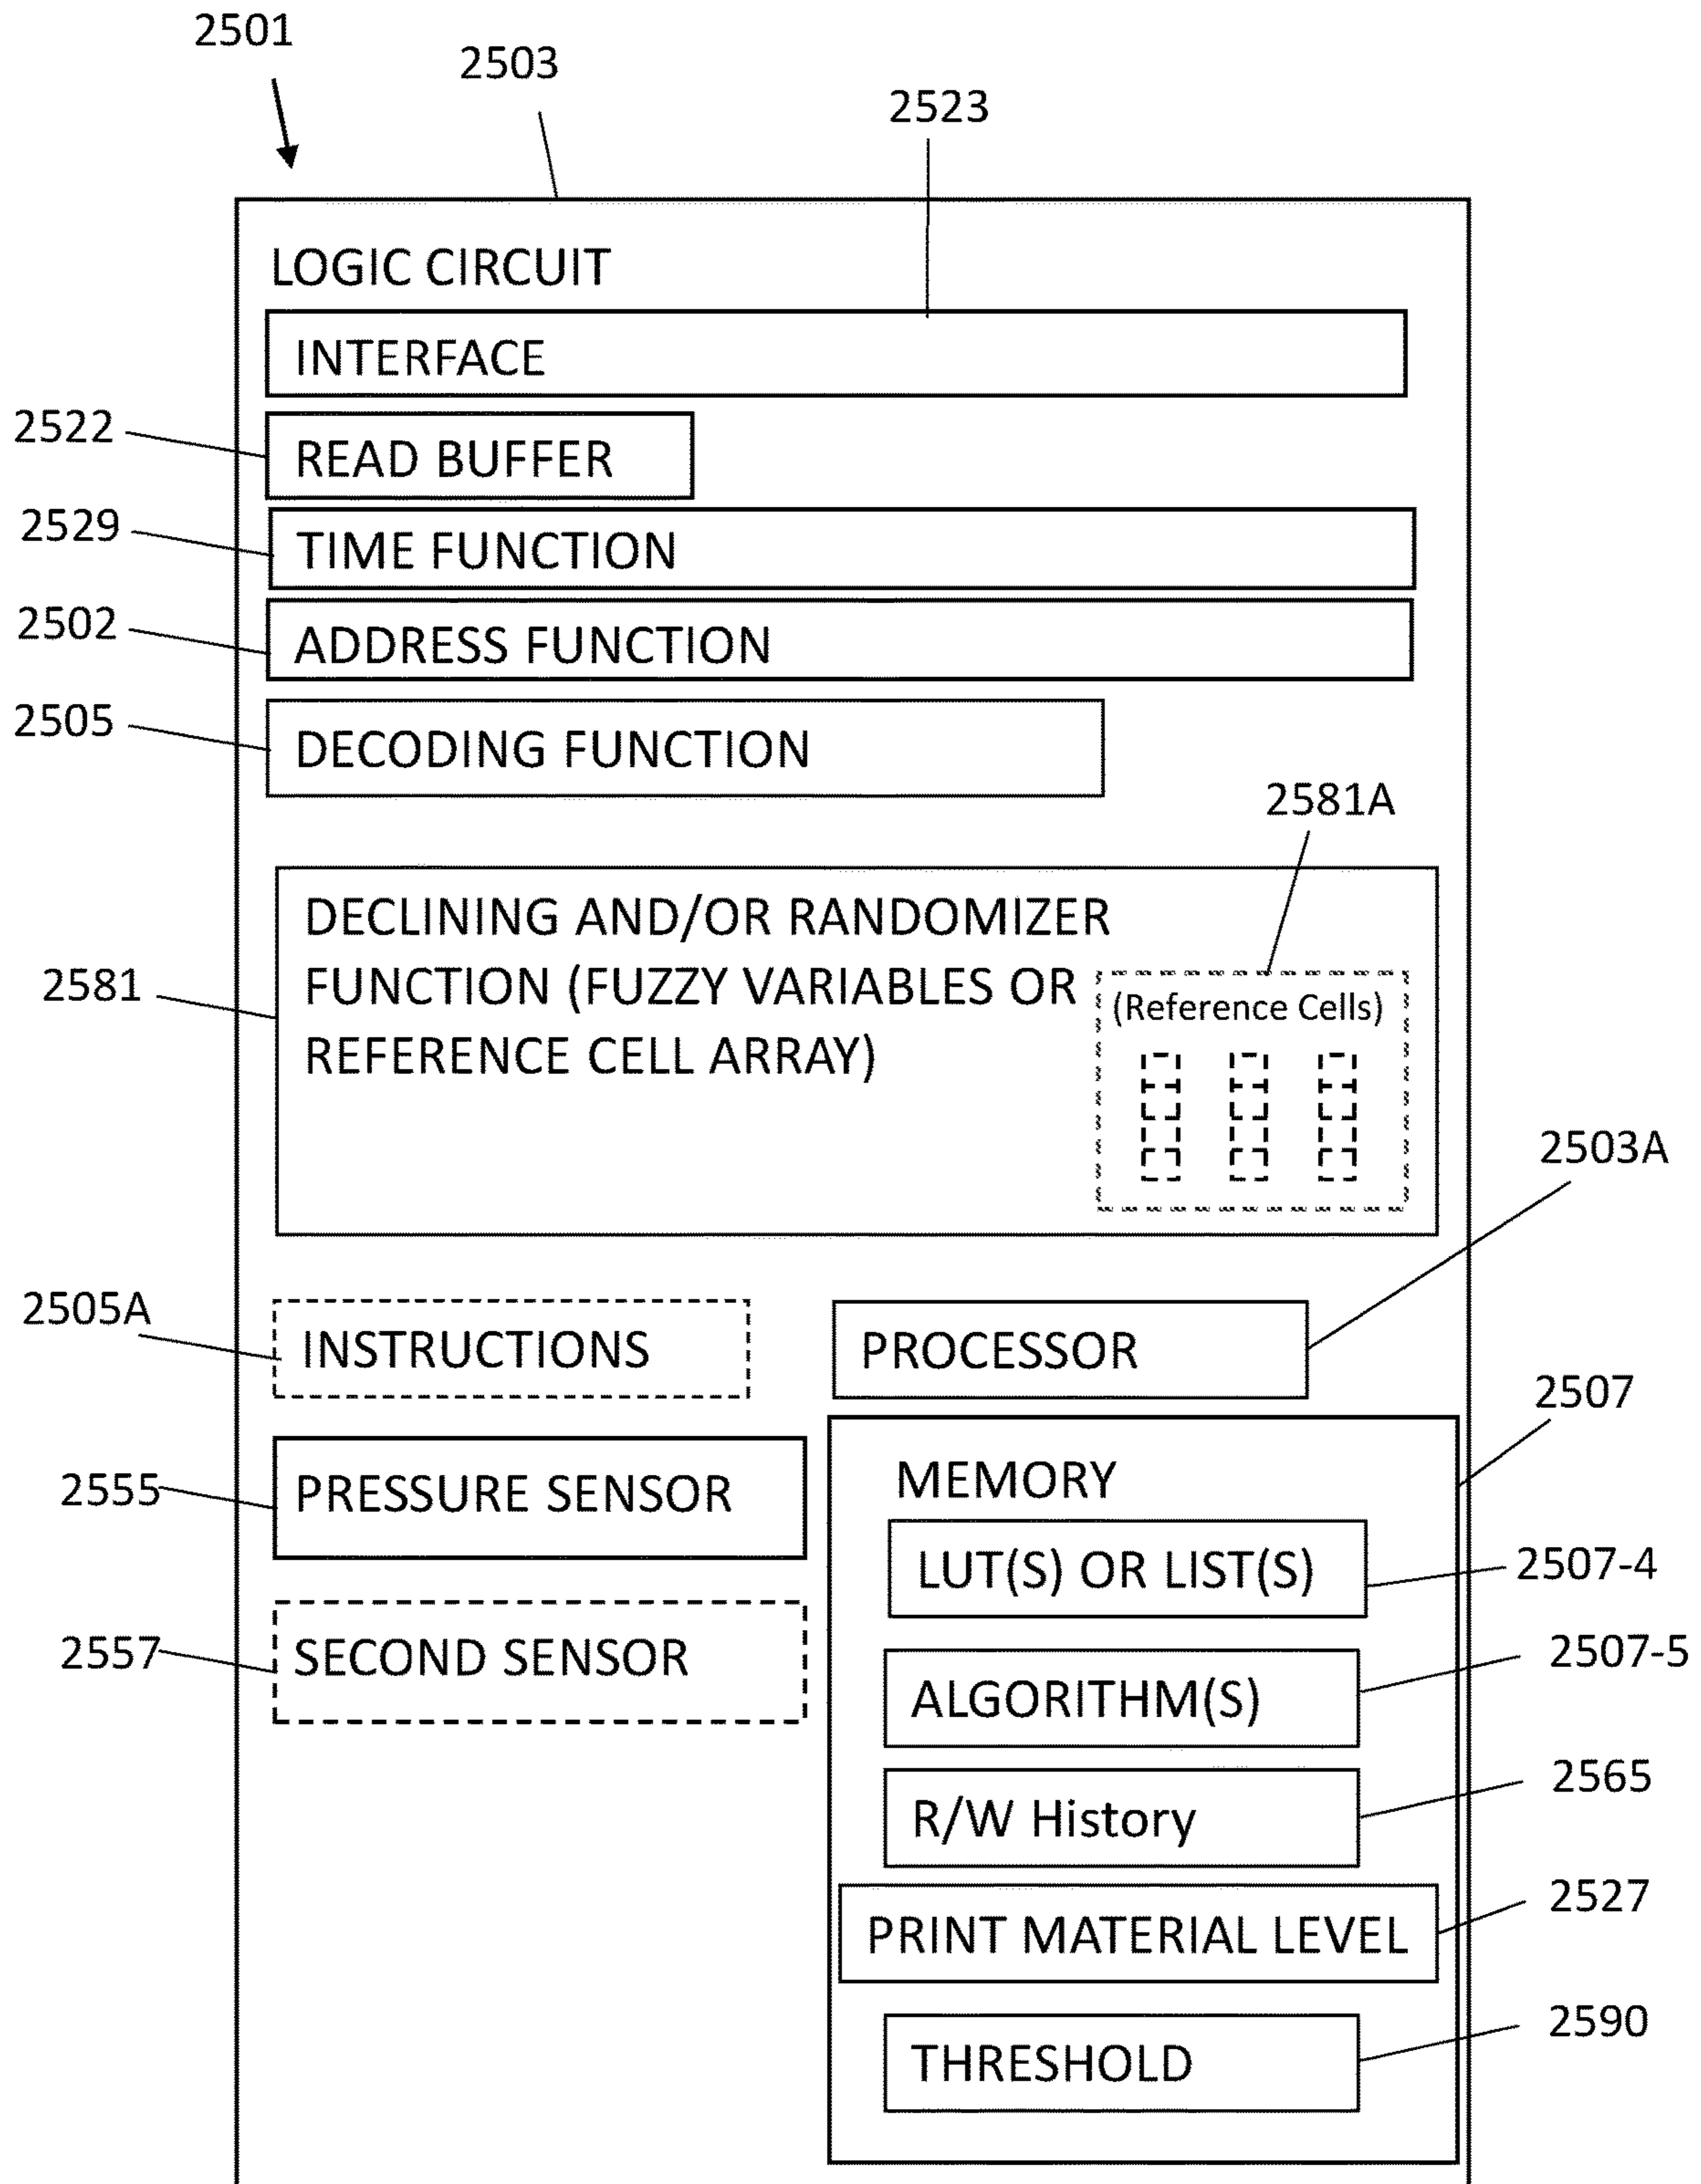 2501
2503
2523
LOGIC CIRCUIT
INTERFACE
2522
READ BUFFER
2529
TIME FUNCTION
2502
ADDRESS FUNCTION
2505
DECODING FUNCTION
2581A
DECLINING AND/OR RANDOMIZER
FUNCTION (FUZZY VARIABLES OR
REFERENCE CELL ARRAY)
(Reference Cells)
2581
2503A
2505A
INSTRUCTIONS
PROCESSOR
2507
2555
PRESSURE SENSOR
MEMORY
LUT(S) OR LIST(S)
2507-4
2557
SECOND SENSOR
ALGORITHM(S)
2507-5
R/W History
2565
PRINT MATERIAL LEVEL
2527
THRESHOLD
2590